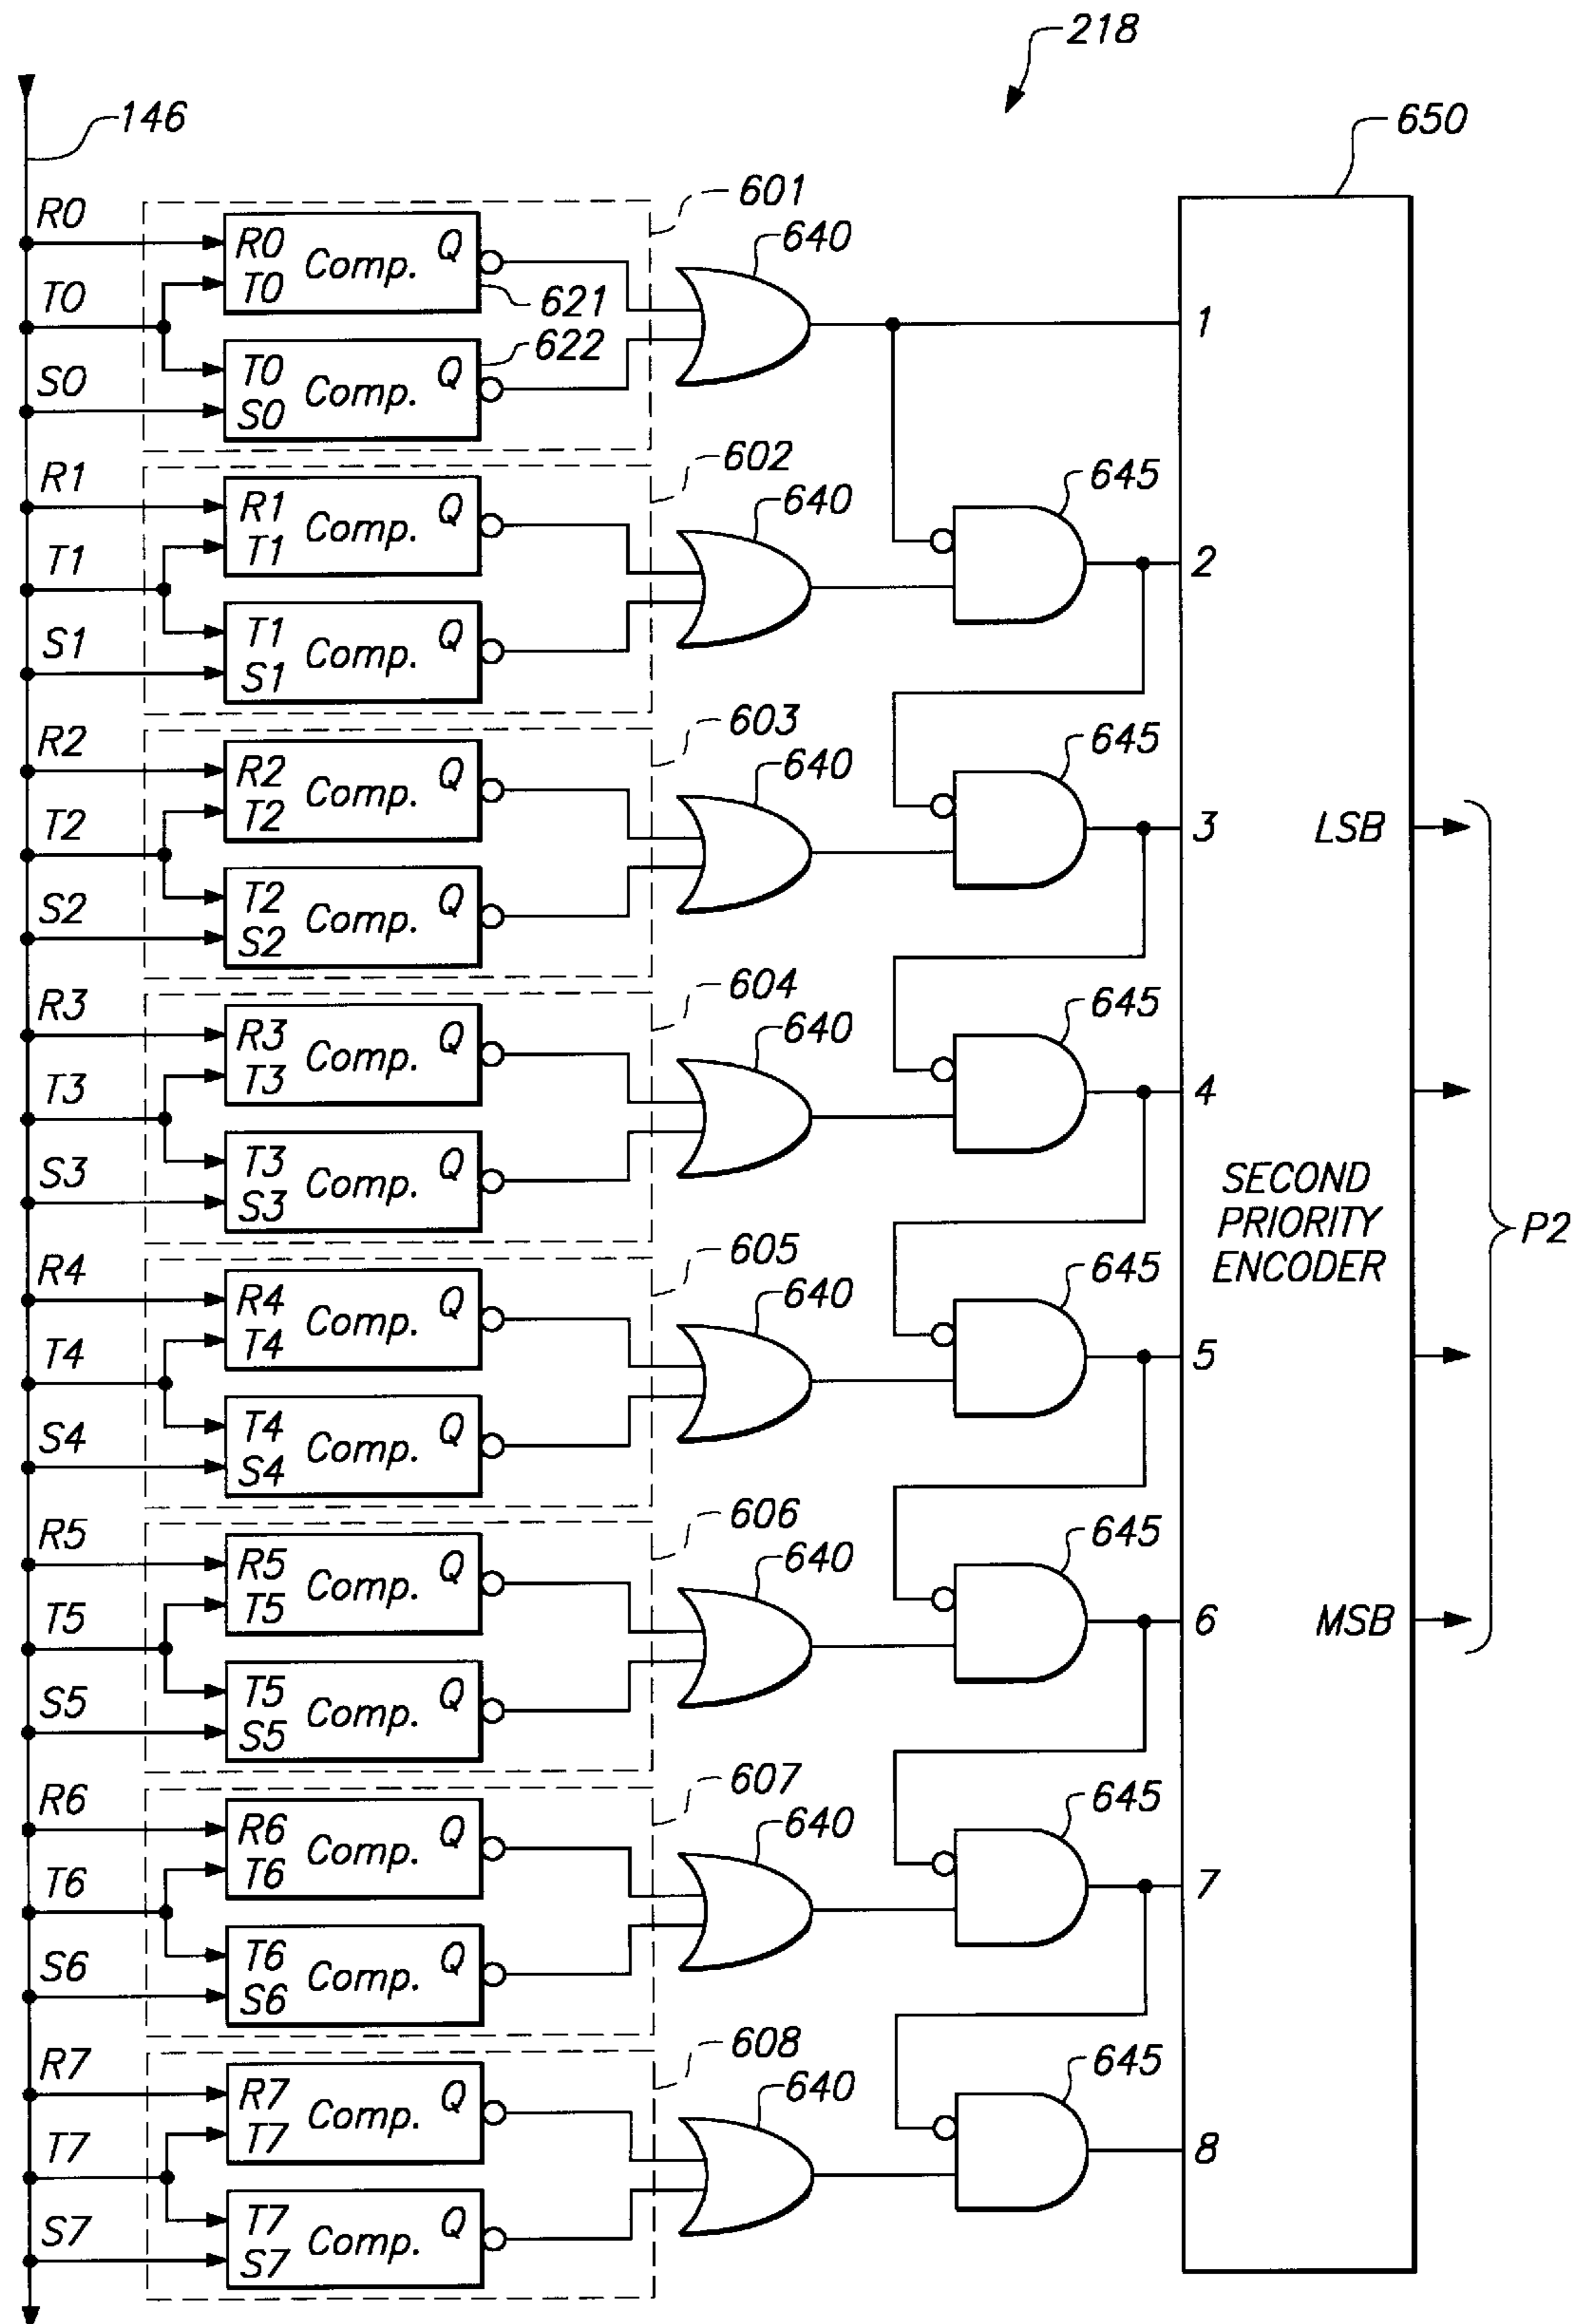 218
146
650
R0
T0
S0
R0
T0
Comp.
Q
621
T0
S0
Comp.
Q
622
601
640
1
R1
T1
S1
R1
T1
Comp.
Q
T1
S1
Comp.
Q
602
640
645
2
R2
T2
S2
R2
T2
Comp.
Q
T2
S2
Comp.
Q
603
640
645
3
R3
T3
S3
R3
T3
Comp.
Q
T3
S3
Comp.
Q
604
640
645
4
R4
T4
S4
R4
T4
Comp.
Q
T4
S4
Comp.
Q
605
640
645
5
R5
T5
S5
R5
T5
Comp.
Q
T5
S5
Comp.
Q
606
640
645
6
R6
T6
S6
R6
T6
Comp.
Q
T6
S6
Comp.
Q
607
640
645
7
R7
T7
S7
R7
T7
Comp.
Q
T7
S7
Comp.
Q
608
640
645
8
LSB
SECOND
PRIORITY
ENCODER
MSB
P2